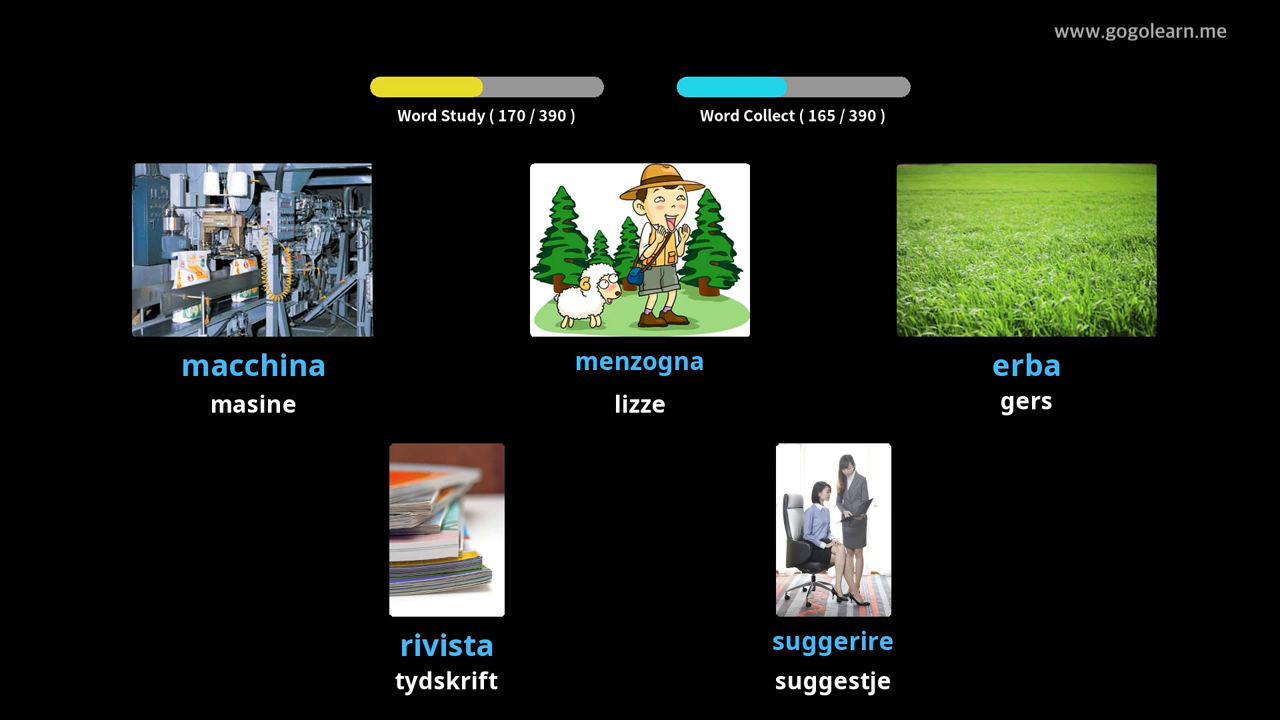 www.gogolearn.me
Word Study ( 170 / 390 )
Word Collect ( 165 / 390 )
macchina
masine
menzogna
lizze
erba
gers
rivista
tydskrift
suggerire
suggestje